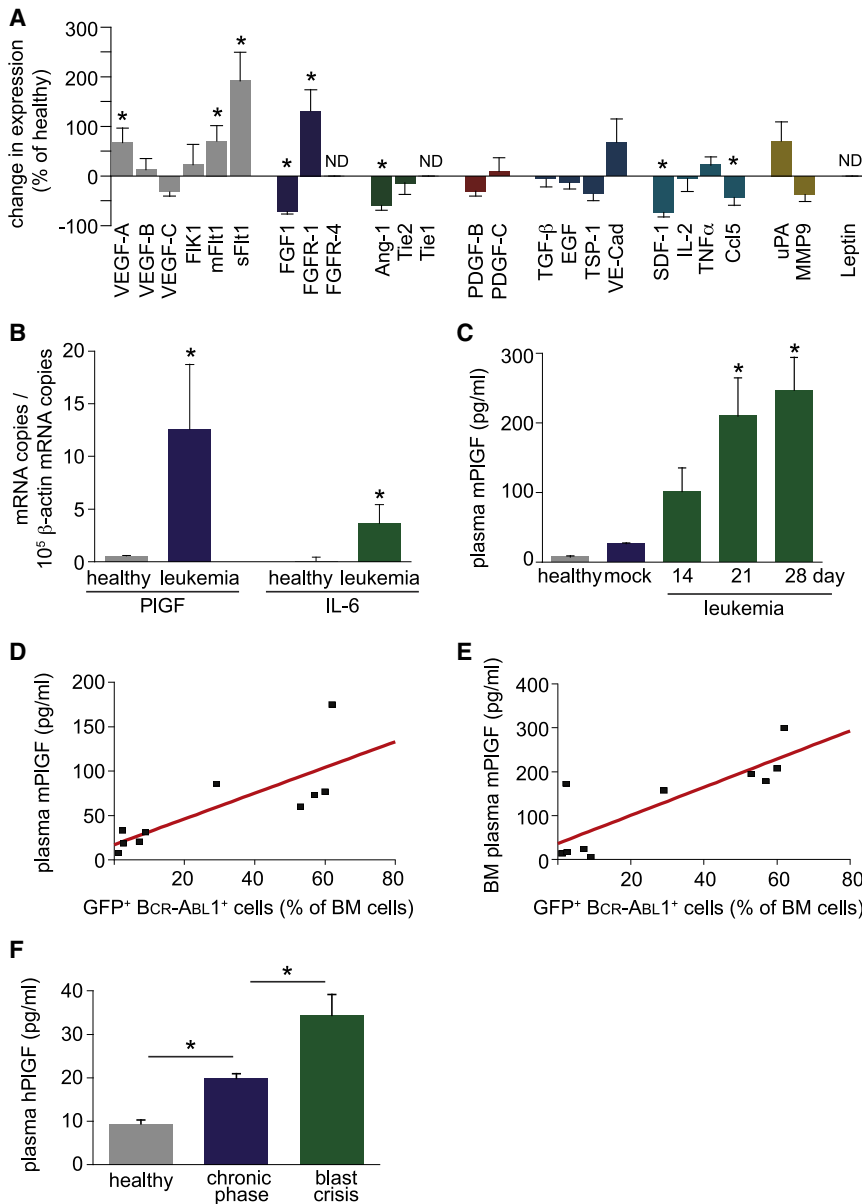 A
change in expression
(% of healthy)
300
200
100
0
-100
* * * * * ND * ND * * ND
VEGF-A VEGF-B VEGF-C FlK1 mFlt1 sFlt1 FGF1 FGFR-1 FGFR-4 Ang-1 Tie2 Tie1 PDGF-B PDGF-C TGF-β EGF TSP-1 VE-Cad SDF-1 IL-2 TNFα Ccl5 uPA MMP9 Leptin
B
mRNA copies /
10⁵ β-actin mRNA copies
20
15
10
5
0
* *
healthy leukemia healthy leukemia
PlGF IL-6
C
plasma mPlGF (pg/ml)
300
200
100
0
* *
healthy mock 14 21 28 day
leukemia
D
plasma mPlGF (pg/ml)
200
150
100
50
0
20 40 60 80
GFP⁺ BCR-ABL1⁺ cells (% of BM cells)
E
BM plasma mPlGF (pg/ml)
400
300
200
100
0
20 40 60 80
GFP⁺ BCR-ABL1⁺ cells (% of BM cells)
F
plasma hPlGF (pg/ml)
40
30
20
10
0
* *
healthy chronic blast
phase crisis